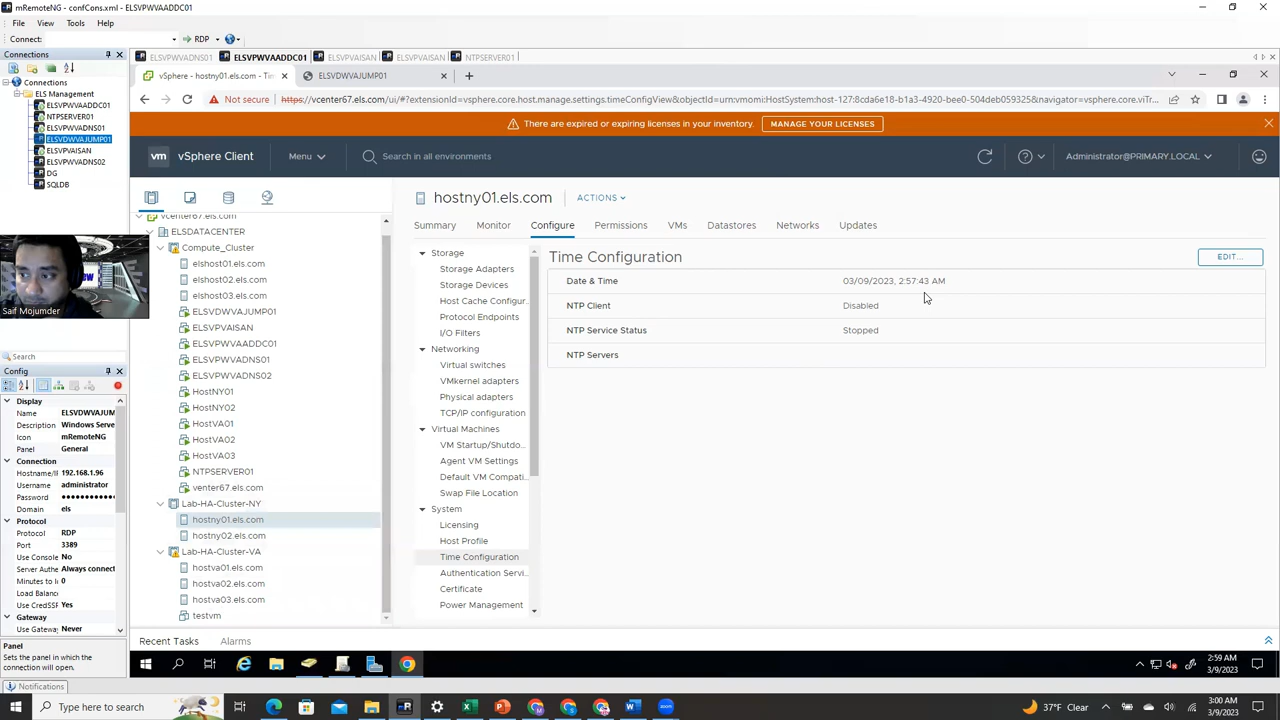 mRemoteNG - confCons.xml - ELSVPWVAADDC01
File View Tools Help
Connect: RDP
Connections
Connections
ELS Management
ELSVPWVAADDC01
NTPSERVER01
ELSVPWVADNS01
ELSVDWVAJUMP01
ELSVPVAISAN
ELSVPWVADNS02
DG
SQLDB
Saif Mojumder
Search
Config
Display
Name ELSVDWVAJUM
Description Windows Serve
Icon mRemoteNG
Panel General
Connection
Hostname/IP 192.168.1.96
Username administrator
Password ••••••••••
Domain els
Protocol
Protocol RDP
Port 3389
Use Console No
Server Authe Always connect
Minutes to I 0
Load Balanc
Use CredSSP Yes
Gateway
Use Gateway Never
Panel
Sets the panel in which the
connection will open.
Notifications
ELSVPWVADNS01 ELSVPWVAADDC01 ELSVPVAISAN ELSVPVAISAN NTPSERVER01
vSphere - hostny01.els.com - Tim ELSVDWVAJUMP01
Not secure https://vcenter67.els.com/ui/#?extensionId=vsphere.core.host.manage.settings.timeConfigView&objectId=urn:vmomi:HostSystem:host-127:8cda6e18-b1a3-4920-bee0-504deb059325&navigator=vsphere.core.viTr...
There are expired or expiring licenses in your inventory. MANAGE YOUR LICENSES
vm vSphere Client Menu Search in all environments Administrator@PRIMARY.LOCAL
vcenter67.els.com
ELSDATACENTER
Compute_Cluster
elshost01.els.com
elshost02.els.com
elshost03.els.com
ELSVDWVAJUMP01
ELSVPVAISAN
ELSVPWVAADDC01
ELSVPWVADNS01
ELSVPWVADNS02
HostNY01
HostNY02
HostVA01
HostVA02
HostVA03
NTPSERVER01
venter67.els.com
Lab-HA-Cluster-NY
hostny01.els.com
hostny02.els.com
Lab-HA-Cluster-VA
hostva01.els.com
hostva02.els.com
hostva03.els.com
testvm
hostny01.els.com ACTIONS
Summary Monitor Configure Permissions VMs Datastores Networks Updates
Storage
Storage Adapters
Storage Devices
Host Cache Configur...
Protocol Endpoints
I/O Filters
Networking
Virtual switches
VMkernel adapters
Physical adapters
TCP/IP configuration
Virtual Machines
VM Startup/Shutdo...
Agent VM Settings
Default VM Compati...
Swap File Location
System
Licensing
Host Profile
Time Configuration
Authentication Servi...
Certificate
Power Management
Time Configuration EDIT...
Date & Time 03/09/2023, 2:57:43 AM
NTP Client Disabled
NTP Service Status Stopped
NTP Servers
Recent Tasks Alarms
2:59 AM
3/9/2023
Type here to search
37°F Clear
3:00 AM
3/9/2023